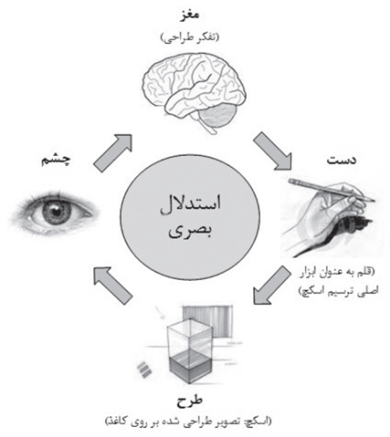 مغز
(تفکر طراحی)
دست
(قلم به عنوان ابزار
اصلی ترسیم اسکچ)
طرح
(اسکچ: تصویر طراحی شده بر روی کاغذ)
چشم
استدلال
بصری